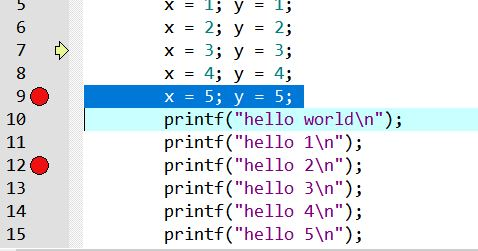 5 x = 1; y = 1;
6 x = 2; y = 2;
7 x = 3; y = 3;
8 x = 4; y = 4;
9 x = 5; y = 5;
10 printf("hello world\n");
11 printf("hello 1\n");
12 printf("hello 2\n");
13 printf("hello 3\n");
14 printf("hello 4\n");
15 printf("hello 5\n");